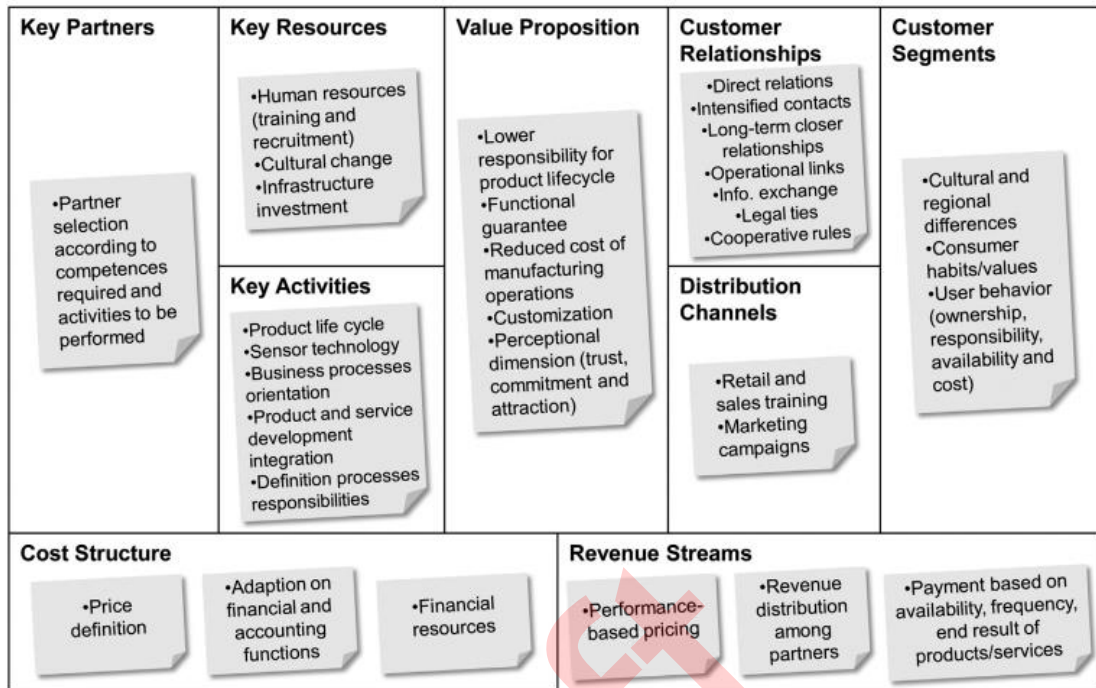 Key Partners
•Partner
selection
according to
competences
required and
activities to be
performed
Key Resources
•Human resources
(training and
recruitment)
•Cultural change
•Infrastructure
investment
Key Activities
•Product life cycle
•Sensor technology
•Business processes
orientation
•Product and service
development
integration
•Definition processes
responsibilities
Value Proposition
•Lower
responsibility for
product lifecycle
•Functional
guarantee
•Reduced cost of
manufacturing
operations
•Customization
•Perceptional
dimension (trust,
commitment and
attraction)
Customer
Relationships
•Direct relations
•Intensified contacts
•Long-term closer
relationships
•Operational links
•Info. exchange
•Legal ties
•Cooperative rules
Distribution
Channels
•Retail and
sales training
•Marketing
campaigns
Customer
Segments
•Cultural and
regional
differences
•Consumer
habits/values
•User behavior
(ownership,
responsibility,
availability and
cost)
Cost Structure
•Price
definition
•Adaption on
financial and
accounting
functions
•Financial
resources
Revenue Streams
•Performance-
based pricing
•Revenue
distribution
among
partners
•Payment based on
availability, frequency,
end result of
products/services